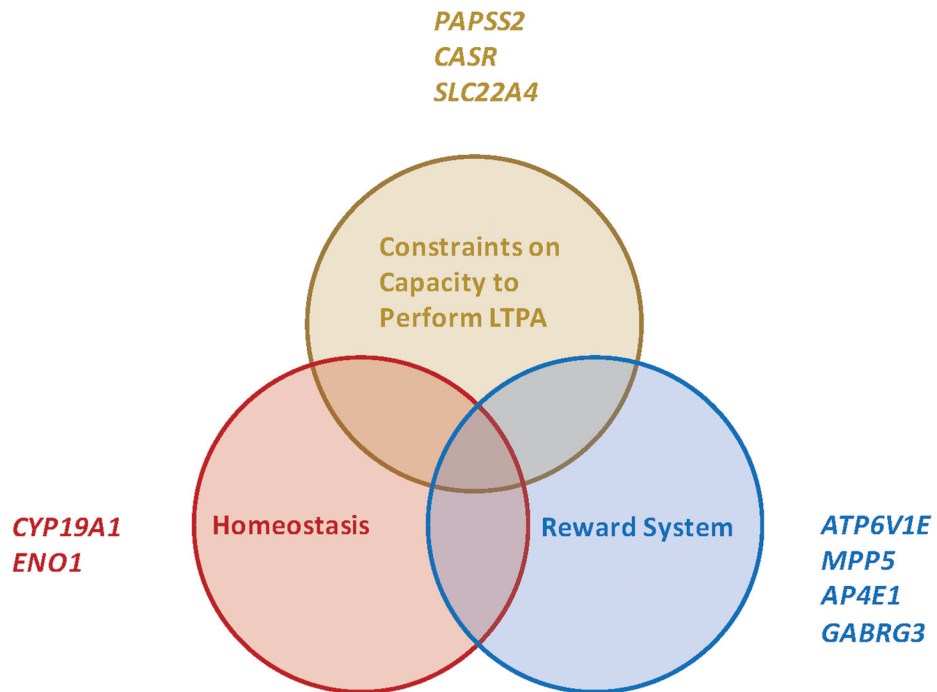 PAPSS2
CASR
SLC22A4
Constraints on
Capacity to
Perform LTPA
CYP19A1
ENO1
Homeostasis
Reward System
ATP6V1E
MPP5
AP4E1
GABRG3